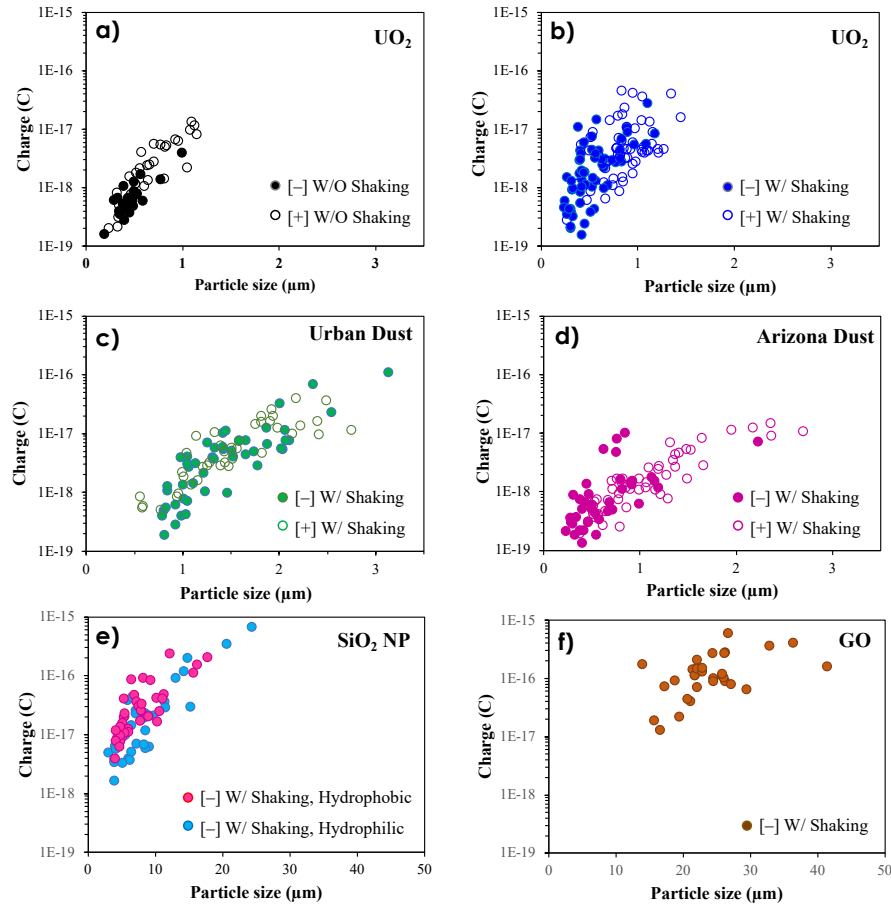 a)
UO₂
1E-15
1E-16
1E-17
1E-18
1E-19
Charge (C)
[–] W/O Shaking
[+] W/O Shaking
0 1 2 3
Particle size (µm)
b)
UO₂
1E-15
1E-16
1E-17
1E-18
1E-19
Charge (C)
[–] W/ Shaking
[+] W/ Shaking
0 1 2 3
Particle size (µm)
c)
Urban Dust
1E-15
1E-16
1E-17
1E-18
1E-19
Charge (C)
[–] W/ Shaking
[+] W/ Shaking
0 1 2 3
Particle size (µm)
d)
Arizona Dust
1E-15
1E-16
1E-17
1E-18
1E-19
Charge (C)
[–] W/ Shaking
[+] W/ Shaking
0 1 2 3
Particle size (µm)
e)
SiO₂ NP
1E-15
1E-16
1E-17
1E-18
1E-19
Charge (C)
[–] W/ Shaking, Hydrophobic
[–] W/ Shaking, Hydrophilic
0 10 20 30 40 50
Particle size (µm)
f)
GO
1E-15
1E-16
1E-17
1E-18
1E-19
Charge (C)
[–] W/ Shaking
0 10 20 30 40 50
Particle size (µm)